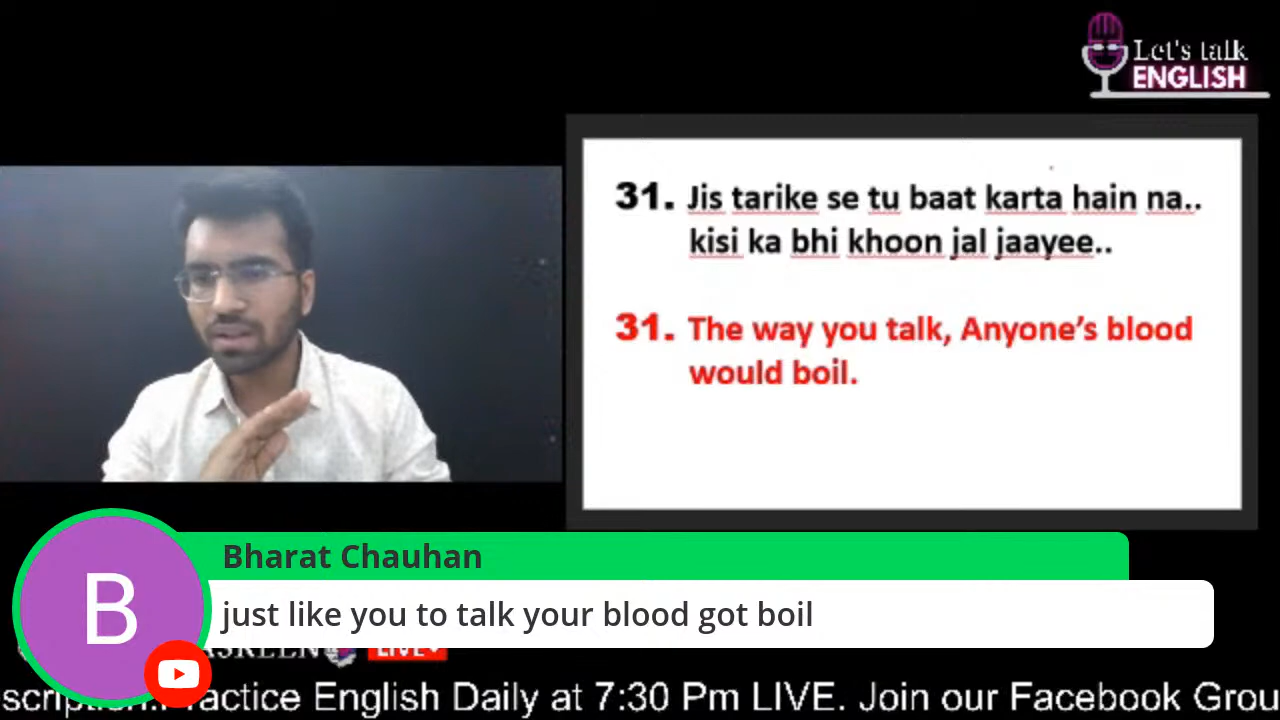 Let's talk
ENGLISH
31. Jis tarike se tu baat karta hain na..
kisi ka bhi khoon jal jaayee..
31. The way you talk, Anyone's blood
would boil.
Bharat Chauhan
B
just like you to talk your blood got boil
LIVE
English Daily at 7:30 Pm LIVE. Join our Facebook